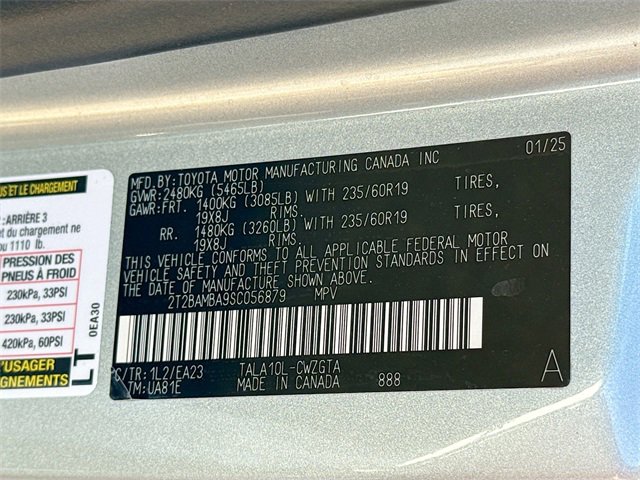 US ET LE CHARGEMENT
:ARRIÈRE 3
t du chargement ne
u 1110 lb.
PRESSION DES
PNEUS À FROID
230kPa, 33PSI
230kPa, 33PSI
420kPa, 60PSI
L'USAGER
GNEMENTS
0EA30
LT
MFD.BY:TOYOTA MOTOR MANUFACTURING CANADA INC 01/25
GVWR:2480KG (5465LB)
GAWR:FRT. 1400KG (3085LB) WITH 235/60R19 TIRES,
19X8J RIMS.
RR. 1480KG (3260LB) WITH 235/60R19 TIRES,
19X8J RIMS.
THIS VEHICLE CONFORMS TO ALL APPLICABLE FEDERAL MOTOR
VEHICLE SAFETY AND THEFT PREVENTION STANDARDS IN EFFECT ON
THE DATE OF MANUFACTURE SHOWN ABOVE.
2T2BAMBA9SC056879 MPV
C/TR:1L2/EA23 TALA10L-CWZGTA
TM:UA81E MADE IN CANADA 888 A